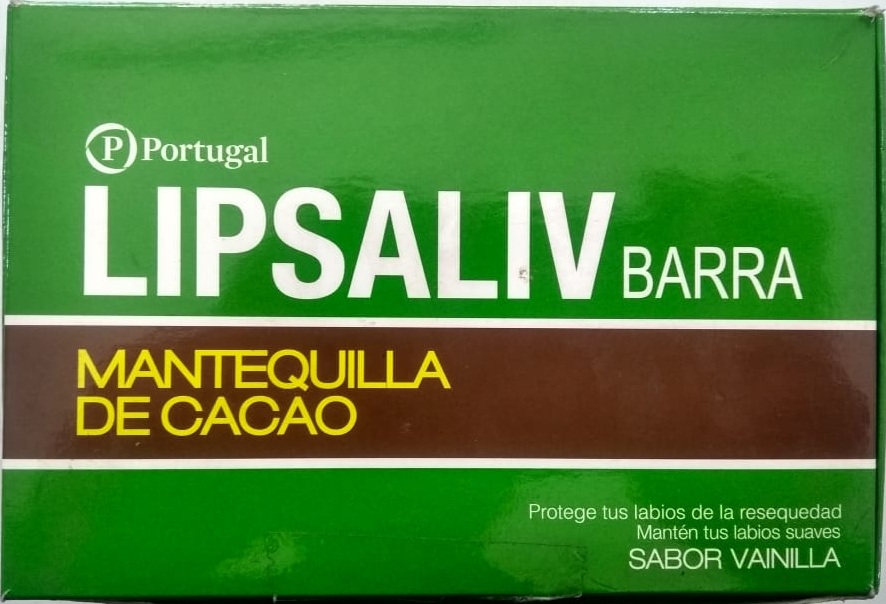 P Portugal
LIPSALIV BARRA
MANTEQUILLA
DE CACAO
Protege tus labios de la resequedad
Mantén tus labios suaves
SABOR VAINILLA